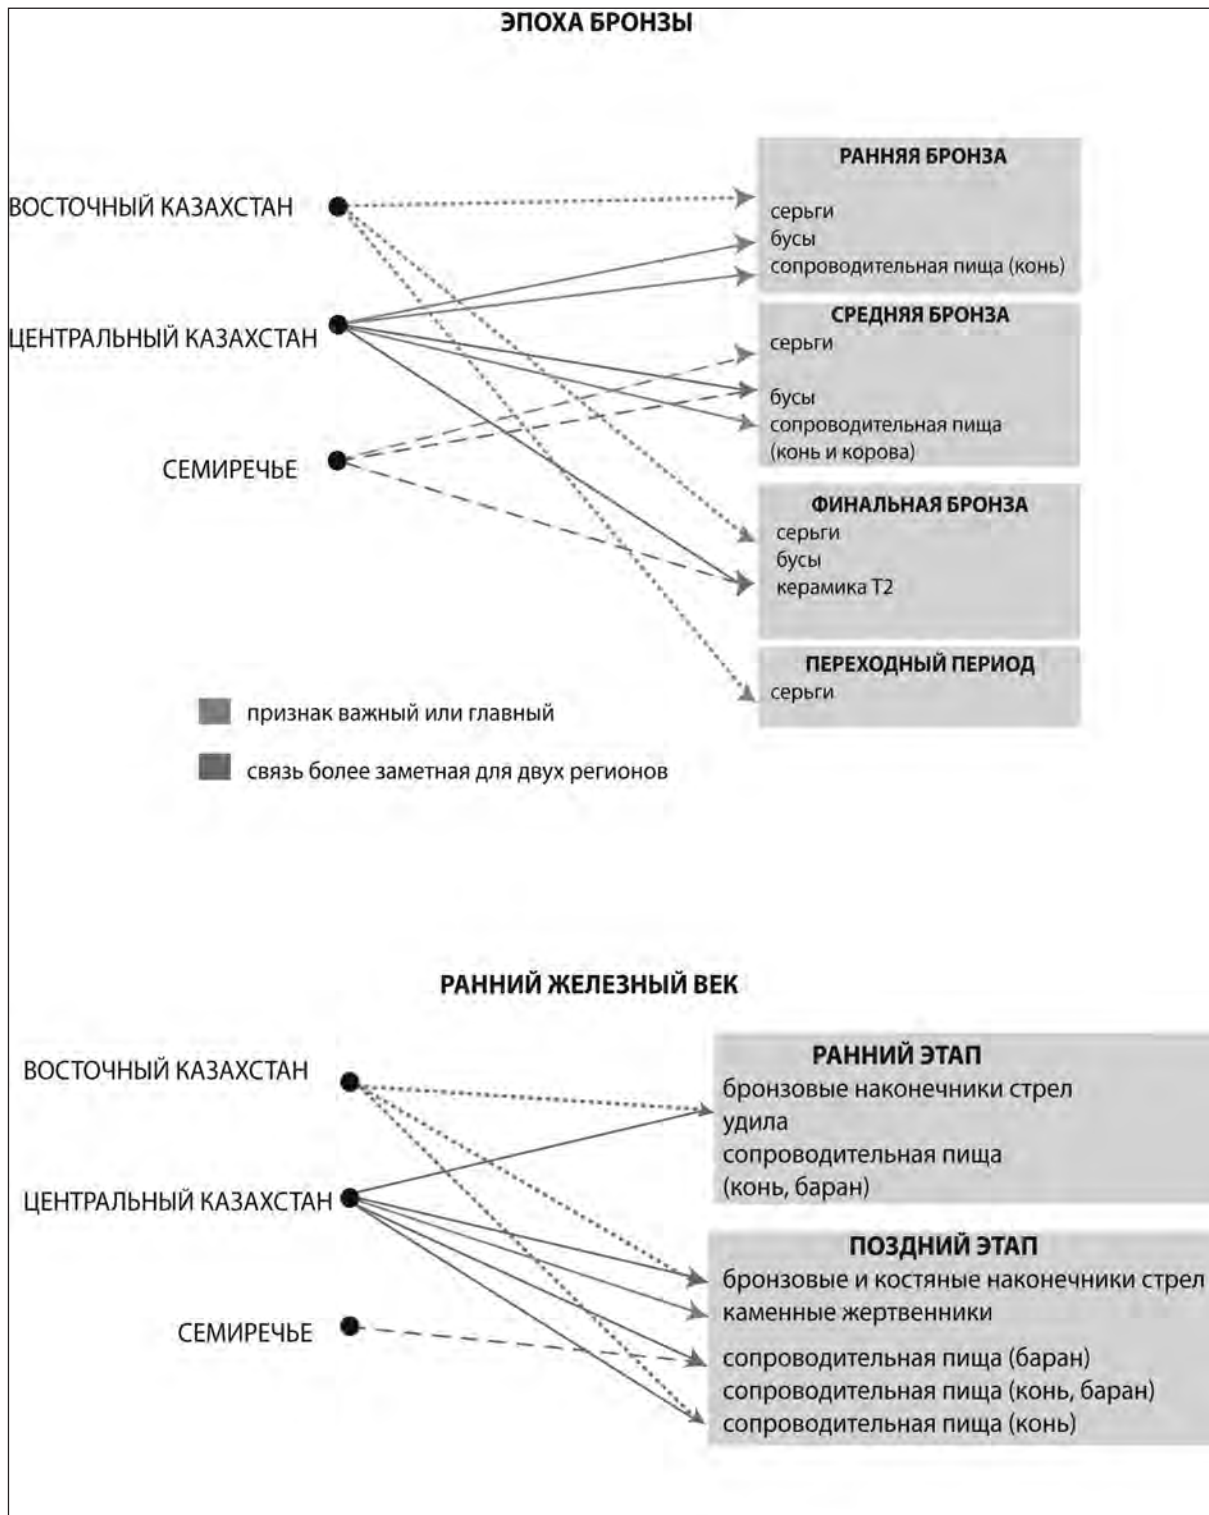 ЭПОХА БРОНЗЫ
ВОСТОЧНЫЙ КАЗАХСТАН
ЦЕНТРАЛЬНЫЙ КАЗАХСТАН
СЕМИРЕЧЬЕ
РАННЯЯ БРОНЗА
серьги
бусы
сопроводительная пища (конь)
СРЕДНЯЯ БРОНЗА
серьги
бусы
сопроводительная пища
(конь и корова)
ФИНАЛЬНАЯ БРОНЗА
серьги
бусы
керамика Т2
ПЕРЕХОДНЫЙ ПЕРИОД
серьги
признак важный или главный
связь более заметная для двух регионов
РАННИЙ ЖЕЛЕЗНЫЙ ВЕК
ВОСТОЧНЫЙ КАЗАХСТАН
ЦЕНТРАЛЬНЫЙ КАЗАХСТАН
СЕМИРЕЧЬЕ
РАННИЙ ЭТАП
бронзовые наконечники стрел
удила
сопроводительная пища
(конь, баран)
ПОЗДНИЙ ЭТАП
бронзовые и костяные наконечники стрел
каменные жертвенники
сопроводительная пища (баран)
сопроводительная пища (конь, баран)
сопроводительная пища (конь)